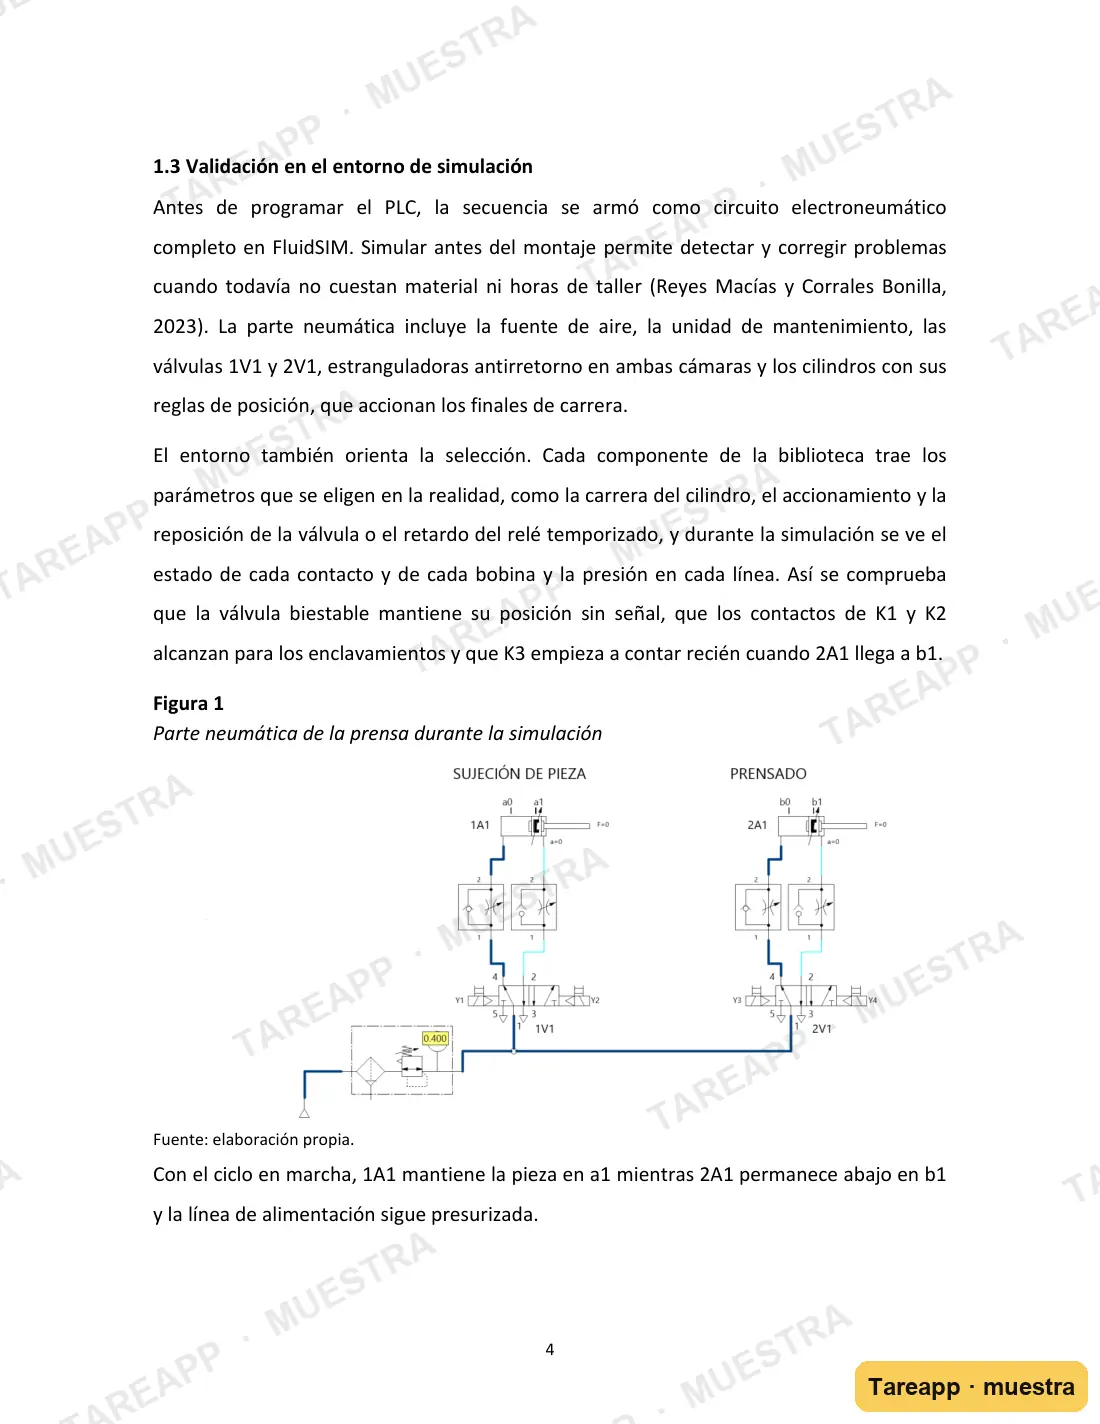 1.3 Validación en el entorno de simulación
Antes de programar el PLC, la secuencia se armó como circuito electroneumático
completo en FluidSIM. Simular antes del montaje permite detectar y corregir problemas
cuando todavía no cuestan material ni horas de taller (Reyes Macías y Corrales Bonilla,
2023). La parte neumática incluye la fuente de aire, la unidad de mantenimiento, las
válvulas 1V1 y 2V1, estranguladoras antirretorno en ambas cámaras y los cilindros con sus
reglas de posición, que accionan los finales de carrera.
El entorno también orienta la selección. Cada componente de la biblioteca trae los
parámetros que se eligen en la realidad, como la carrera del cilindro, el accionamiento y la
reposición de la válvula o el retardo del relé temporizado, y durante la simulación se ve el
estado de cada contacto y de cada bobina y la presión en cada línea. Así se comprueba
que la válvula biestable mantiene su posición sin señal, que los contactos de K1 y K2
alcanzan para los enclavamientos y que K3 empieza a contar recién cuando 2A1 llega a b1.
Figura 1
Parte neumática de la prensa durante la simulación
SUJECIÓN DE PIEZA PRENSADO
a0 a1 b0 b1
1A1 F=0 2A1 F=0
a=0 a=0
2 2 2 2
1 1 1 1
4 2 4 2
Y1 Y2 Y3 Y4
5 3 5 3
1 1V1 1 2V1
0.400
Fuente: elaboración propia.
Con el ciclo en marcha, 1A1 mantiene la pieza en a1 mientras 2A1 permanece abajo en b1
y la línea de alimentación sigue presurizada.
4
TAREAPP · MUESTRA
Tareapp · muestra